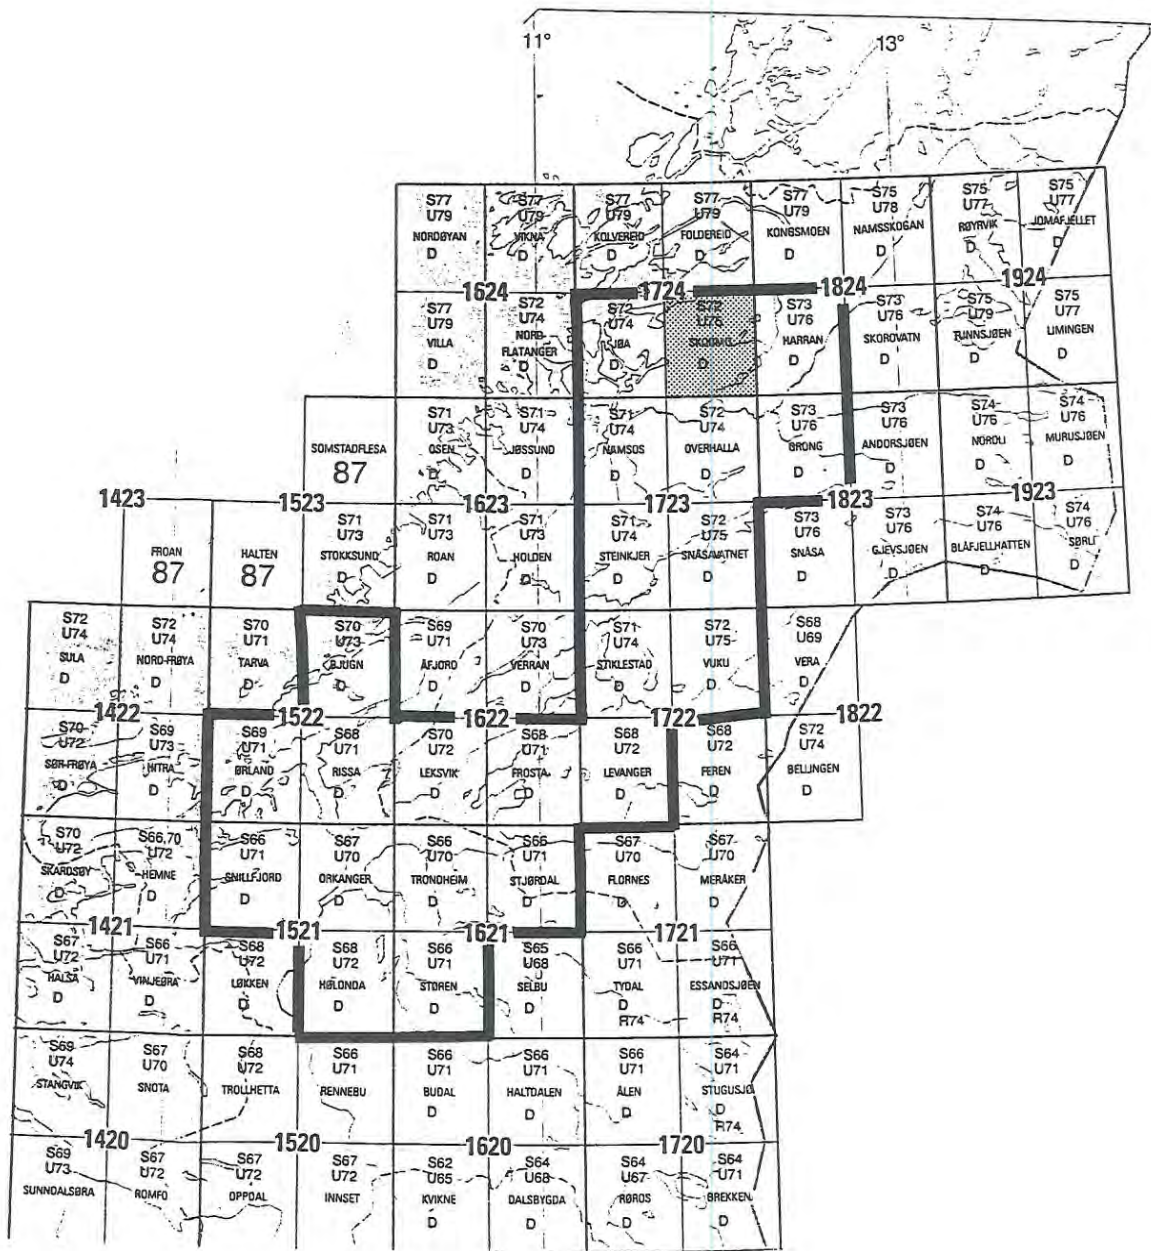 11° 13°
S77 S77 S77 S77 S77 S75 S75 S75
U79 U79 U79 U79 U79 U78 U77 U77
NORDØYAN VIKNA KOLVEREID FOLDEREID KONGSMOEN NAMSSKOGAN RØYRVIK JOMAFJELLET
D D D D D D D D
1624 1724 1824 1924
S77 S72 S72 S73 S73 S75 S75
U79 U74 U74 U76 U76 U79 U77
VILLA NORD- JØA HARRAN SKOROVATN TUNNSJØEN LIMINGEN
FLATANGER
D D D D D D D D
S71 S71 S71 S72 S73 S73 S74 S74
U73 U74 U74 U74 U76 U76 U76 U76
SOMSTADFLESA OSEN JØSSUND NAMSOS OVERHALLA GRONG ANDORSJØEN NORDLI MURUSJØEN
87 D D D D D D D D
1423 1523 1623 1723 1823 1923
S71 S71 S71 S71 S72 S73 S73 S74 S74
U73 U73 U73 U74 U75 U76 U76 U76 U76
FROAN HALTEN STOKKSUND ROAN HOLDEN STEINKJER SNÅSAVATNET SNÅSA GJEVSJØEN BLÅFJELLHATTEN SØRLI
87 87 D D D D D D D D D
S72 S72 S70 S70 S69 S70 S71 S72 S68
U74 U74 U71 U73 U71 U73 U74 U75 U69
SULA NORD-FRØYA TARVA BJUGN ÅFJORD VERRAN STIKLESTAD VUKU VERA
D D D D D D D D D
1422 1522 1622 1722 1822
S70 S69 S69 S68 S70 S68 S68 S68 S72
U72 U73 U71 U71 U72 U71 U72 U72 U74
SØR-FRØYA HITRA ØRLAND RISSA LEKSVIK FROSTA LEVANGER FEREN BELLINGEN
D D D D D D D D D
S70 S66,70 S66 S67 S66 S66 S67 S67
U72 U72 U71 U70 U70 U71 U70 U70
SKARDSØY HEMNE SNILLFJORD ORKANGER TRONDHEIM STJØRDAL FLORNES MERÅKER
D D D D D D D D
1421 1521 1621 1721
S67 S66 S68 S68 S66 S65 S66 S66
U72 U71 U72 U72 U71 U68 U71 U71
HALSA VINJEØRA LØKKEN HØLONDA STØREN SELBU TYDAL ESSANDSJØEN
D D D D D D D D
R74 R74
S69 S67 S68 S66 S66 S66 S66 S64
U74 U70 U72 U71 U71 U71 U71 U71
STANGVIK SNOTA TROLLHETTA RENNEBU BUDAL HALTDALEN ÅLEN STUGUSJØ
D D D D
R74
1420 1520 1620 1720
S69 S67 S67 S67 S62 S64 S64 S64
U73 U72 U72 U72 U65 U68 U67 U71
SUNNDALSØRA ROMFO OPPDAL INNSET KVIKNE DALSBYGDA RØROS BREKKEN
D D D D